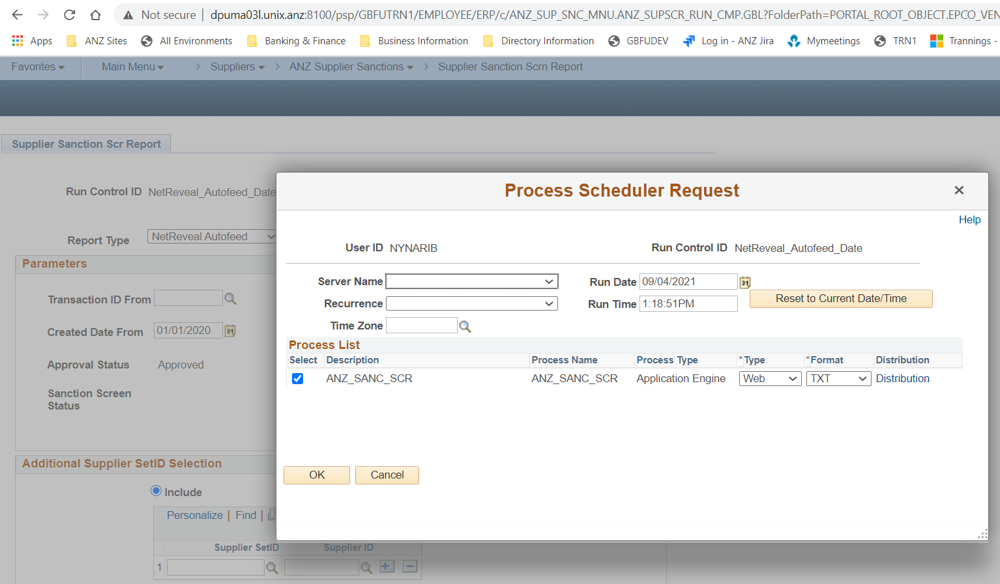 Not secure | dpuma03l.unix.anz:8100/psp/GBFUTRN1/EMPLOYEE/ERP/c/ANZ_SUP_SNC_MNU.ANZ_SUPSCR_RUN_CMP.GBL?FolderPath=PORTAL_ROOT_OBJECT.EPCO_VEN
Apps ANZ Sites All Environments Banking & Finance Business Information Directory Information GBFUDEV Log in - ANZ Jira Mymeetings TRN1 Trannings -
Favorites Main Menu > Suppliers > ANZ Supplier Sanctions > Supplier Sanction Scrn Report
Supplier Sanction Scr Report
Run Control ID NetReveal_Autofeed_Date
Report Type NetReveal Autofeed
Parameters
Transaction ID From
Created Date From 01/01/2020 31
Approval Status Approved
Sanction Screen
Status
Additional Supplier SetID Selection
Include
Personalize | Find |
Supplier SetID Supplier ID
1
Process Scheduler Request
Help
User ID NYNARIB Run Control ID NetReveal_Autofeed_Date
Server Name Run Date 09/04/2021 31
Recurrence Run Time 1:18:51PM Reset to Current Date/Time
Time Zone
Process List
Select Description Process Name Process Type *Type *Format Distribution
ANZ_SANC_SCR ANZ_SANC_SCR Application Engine Web TXT Distribution
OK Cancel